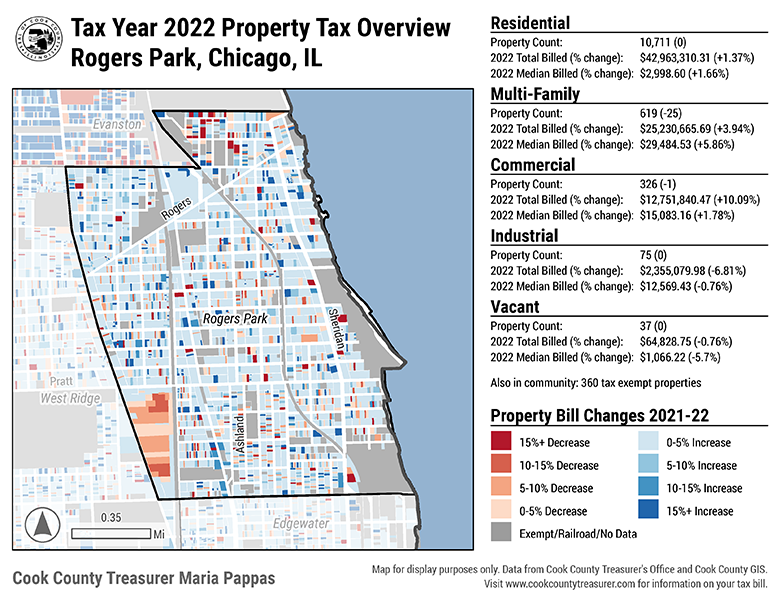 Tax Year 2022 Property Tax Overview
Rogers Park, Chicago, IL
Evanston
Rogers
Rogers Park
Sheridan
Pratt
West Ridge
Ashland
Edgewater
0.35
Mi
Cook County Treasurer Maria Pappas
Residential
Property Count: 10,711 (0)
2022 Total Billed (% change): $42,963,310.31 (+1.37%)
2022 Median Billed (% change): $2,998.60 (+1.66%)
Multi-Family
Property Count: 619 (-25)
2022 Total Billed (% change): $25,230,665.69 (+3.94%)
2022 Median Billed (% change): $29,484.53 (+5.86%)
Commercial
Property Count: 326 (-1)
2022 Total Billed (% change): $12,751,840.47 (+10.09%)
2022 Median Billed (% change): $15,083.16 (+1.78%)
Industrial
Property Count: 75 (0)
2022 Total Billed (% change): $2,355,079.98 (-6.81%)
2022 Median Billed (% change): $12,569.43 (-0.76%)
Vacant
Property Count: 37 (0)
2022 Total Billed (% change): $64,828.75 (-0.76%)
2022 Median Billed (% change): $1,066.22 (-5.7%)
Also in community: 360 tax exempt properties
Property Bill Changes 2021-22
15%+ Decrease
0-5% Increase
10-15% Decrease
5-10% Increase
5-10% Decrease
10-15% Increase
0-5% Decrease
15%+ Increase
Exempt/Railroad/No Data
Map for display purposes only. Data from Cook County Treasurer's Office and Cook County GIS.
Visit www.cookcountytreasurer.com for information on your tax bill.